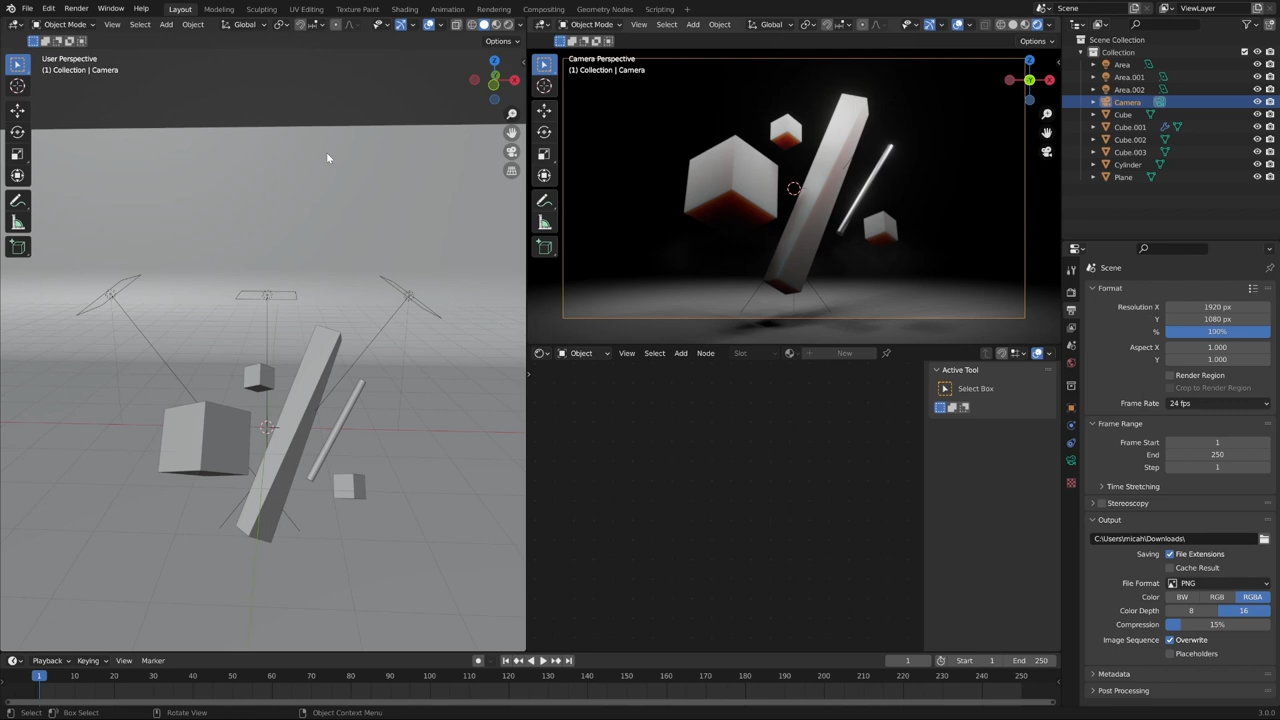 File Edit Render Window Help Layout Modeling Sculpting UV Editing Texture Paint Shading Animation Rendering Compositing Geometry Nodes Scripting Scene ViewLayer
Object Mode View Select Add Object Global Object Mode View Select Add Object Global
Options Options
User Perspective
(1) Collection | Camera
Camera Perspective
(1) Collection | Camera
Scene Collection
Collection
Area
Area.001
Area.002
Camera
Cube
Cube.001
Cube.002
Cube.003
Cylinder
Plane
Scene
Format
Resolution X 1920 px
Y 1080 px
% 100%
Aspect X 1.000
Y 1.000
Render Region
Crop to Render Region
Frame Rate 24 fps
Frame Range
Frame Start 1
End 250
Step 1
Time Stretching
Stereoscopy
Output
C:\Users\micah\Downloads\
Saving File Extensions
Cache Result
File Format PNG
Color BW RGB RGBA
Color Depth 8 16
Compression 15%
Image Sequence Overwrite
Placeholders
Metadata
Post Processing
Object View Select Add Node Slot New
Active Tool
Select Box
Playback Keying View Marker 1 Start 1 End 250
1 10 20 30 40 50 60 70 80 90 100 110 120 130 140 150 160 170 180 190 200 210 220 230 240 250
Select Box Select Rotate View Object Context Menu 3.0.0